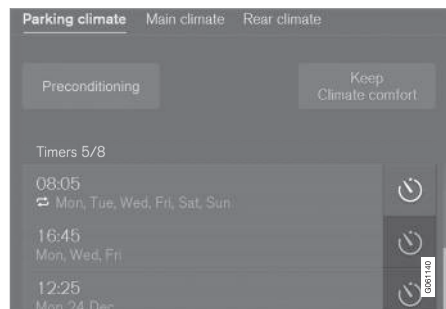 Parking climate Main climate Rear climate
Preconditioning
Keep
Climate comfort
Timers 5/8
08:05
Mon, Tue, Wed, Fri, Sat, Sun
16:45
Mon, Wed, Fri
12:25
Mon 24 Dec
G061140